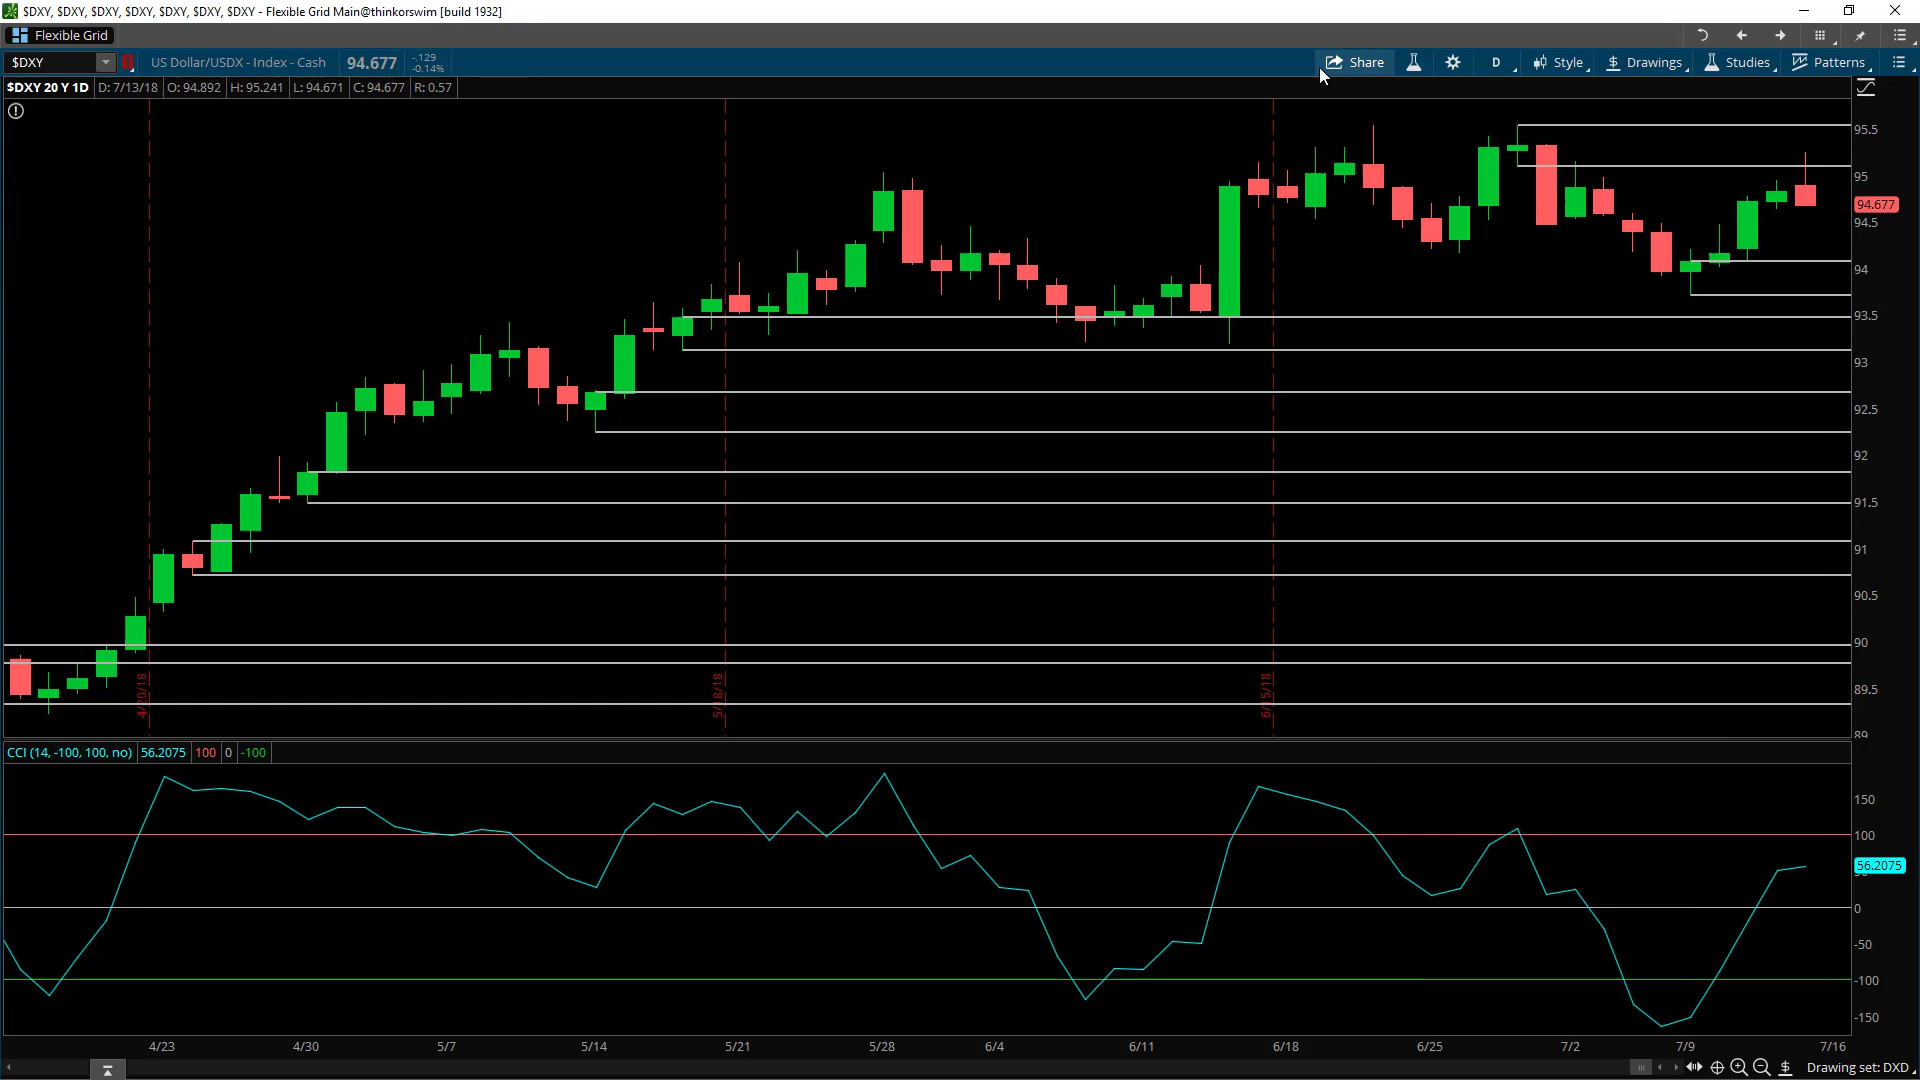 $DXY, $DXY, $DXY, $DXY, $DXY, $DXY, $DXY - Flexible Grid Main@thinkorswim [build 1932]
Flexible Grid
$DXY US Dollar/USDX - Index - Cash 94.677 -.129 -0.14% Share D Style Drawings Studies Patterns
$DXY 20 Y 1D D: 7/13/18 O: 94.892 H: 95.241 L: 94.671 C: 94.677 R: 0.57
95.5
95
94.677
94.5
94
93.5
93
92.5
92
91.5
91
90.5
90
89.5
89
4/20/18 5/18/18 6/15/18
CCI (14, -100, 100, no) 56.2075 100 0 -100
150
100
56.2075
0
-50
-100
-150
4/23 4/30 5/7 5/14 5/21 5/28 6/4 6/11 6/18 6/25 7/2 7/9 7/16
Drawing set: DXD